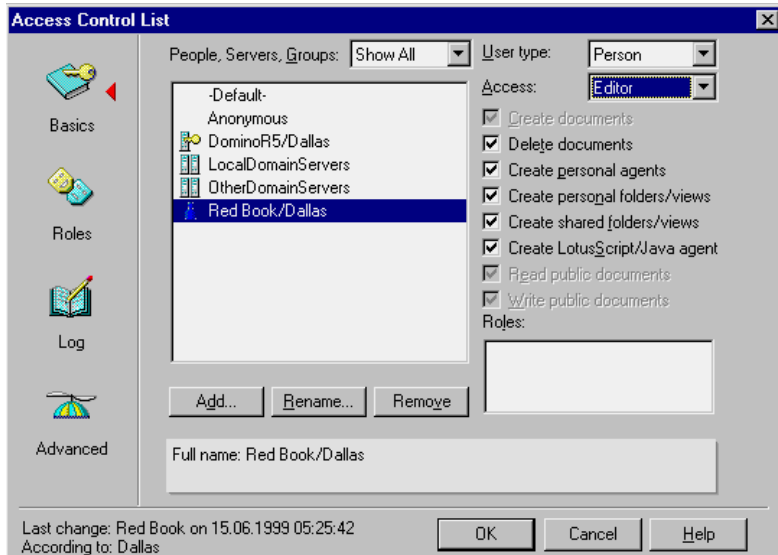 Access Control List
Basics
Roles
Log
Advanced
People, Servers, Groups: Show All
-Default-
Anonymous
DominoR5/Dallas
LocalDomainServers
OtherDomainServers
Red Book/Dallas
Add... Rename... Remove
User type: Person
Access: Editor
Create documents
Delete documents
Create personal agents
Create personal folders/views
Create shared folders/views
Create LotusScript/Java agent
Read public documents
Write public documents
Roles:
Full name: Red Book/Dallas
Last change: Red Book on 15.06.1999 05:25:42
According to: Dallas
OK Cancel Help